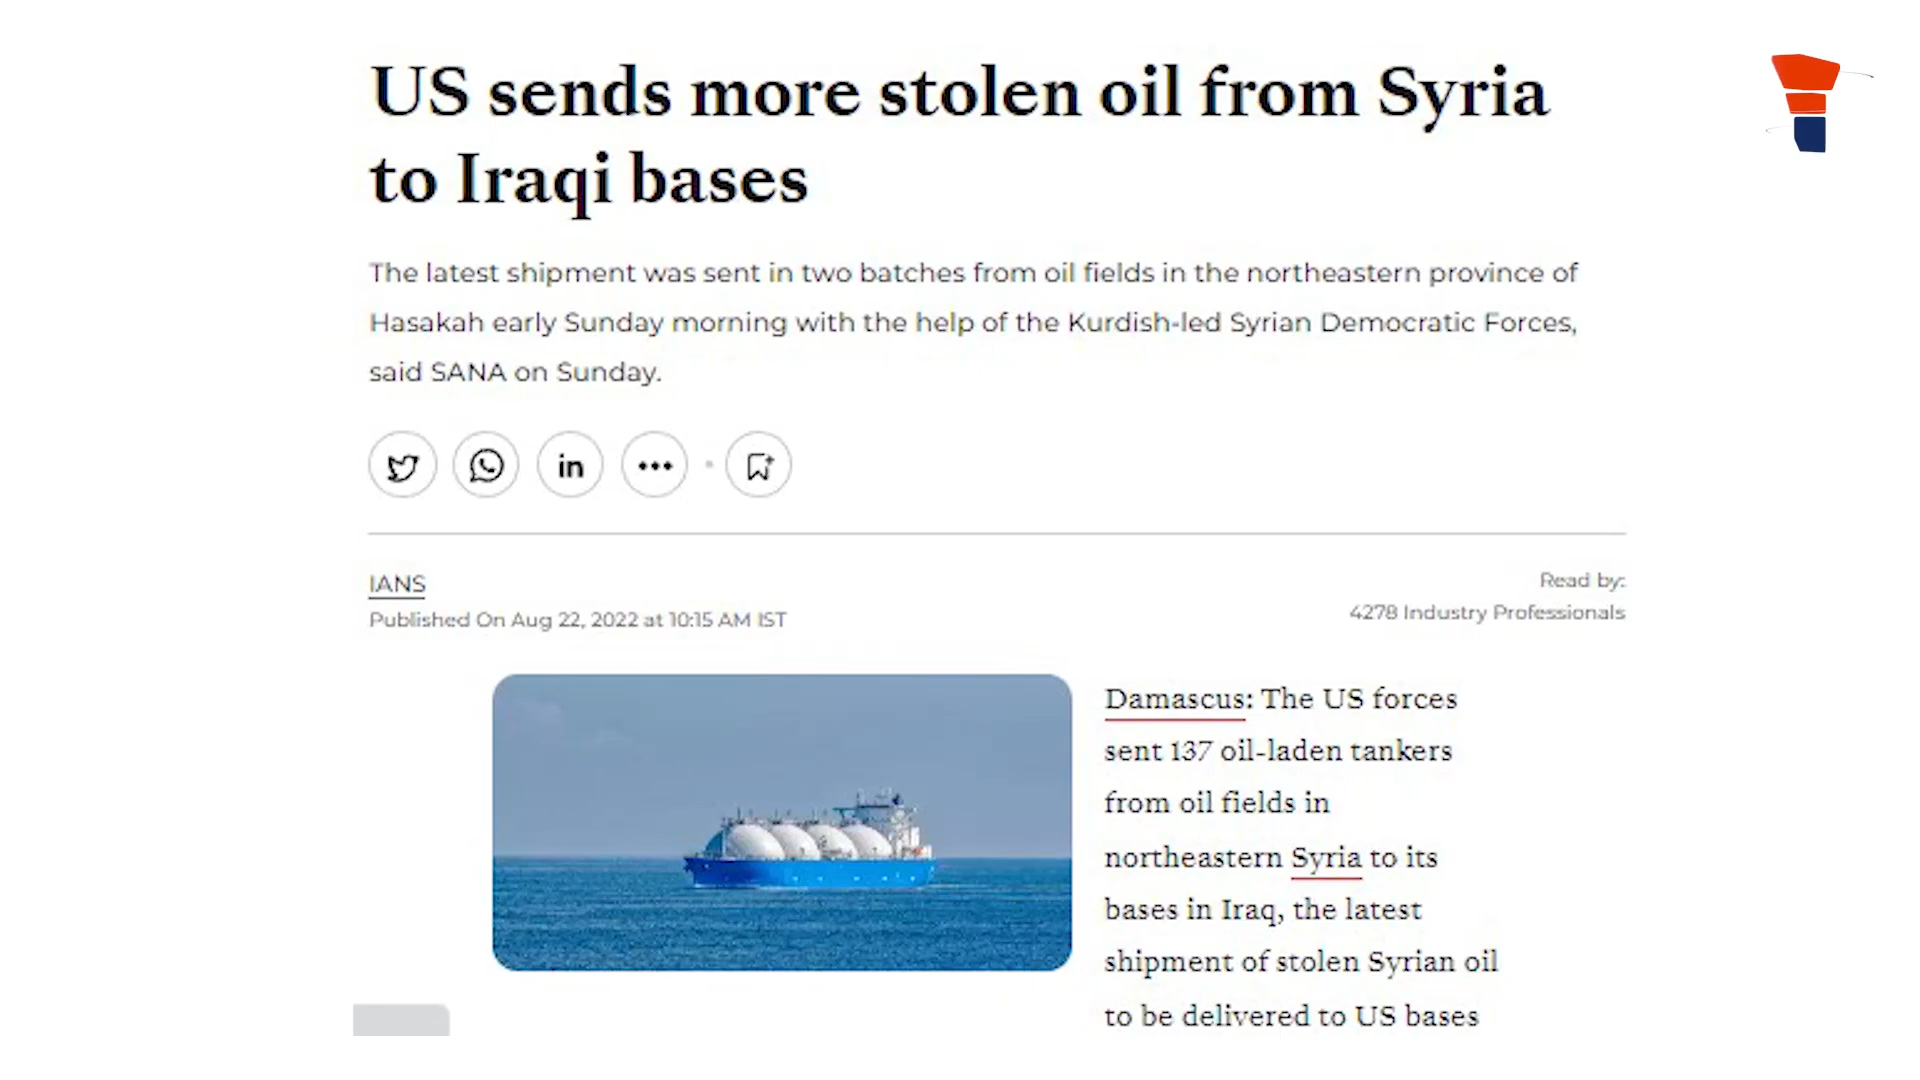 US sends more stolen oil from Syria
to Iraqi bases
The latest shipment was sent in two batches from oil fields in the northeastern province of
Hasakah early Sunday morning with the help of the Kurdish-led Syrian Democratic Forces,
said SANA on Sunday.
in
IANS
Published On Aug 22, 2022 at 10:15 AM IST
Read by:
4278 Industry Professionals
Damascus: The US forces
sent 137 oil-laden tankers
from oil fields in
northeastern Syria to its
bases in Iraq, the latest
shipment of stolen Syrian oil
to be delivered to US bases